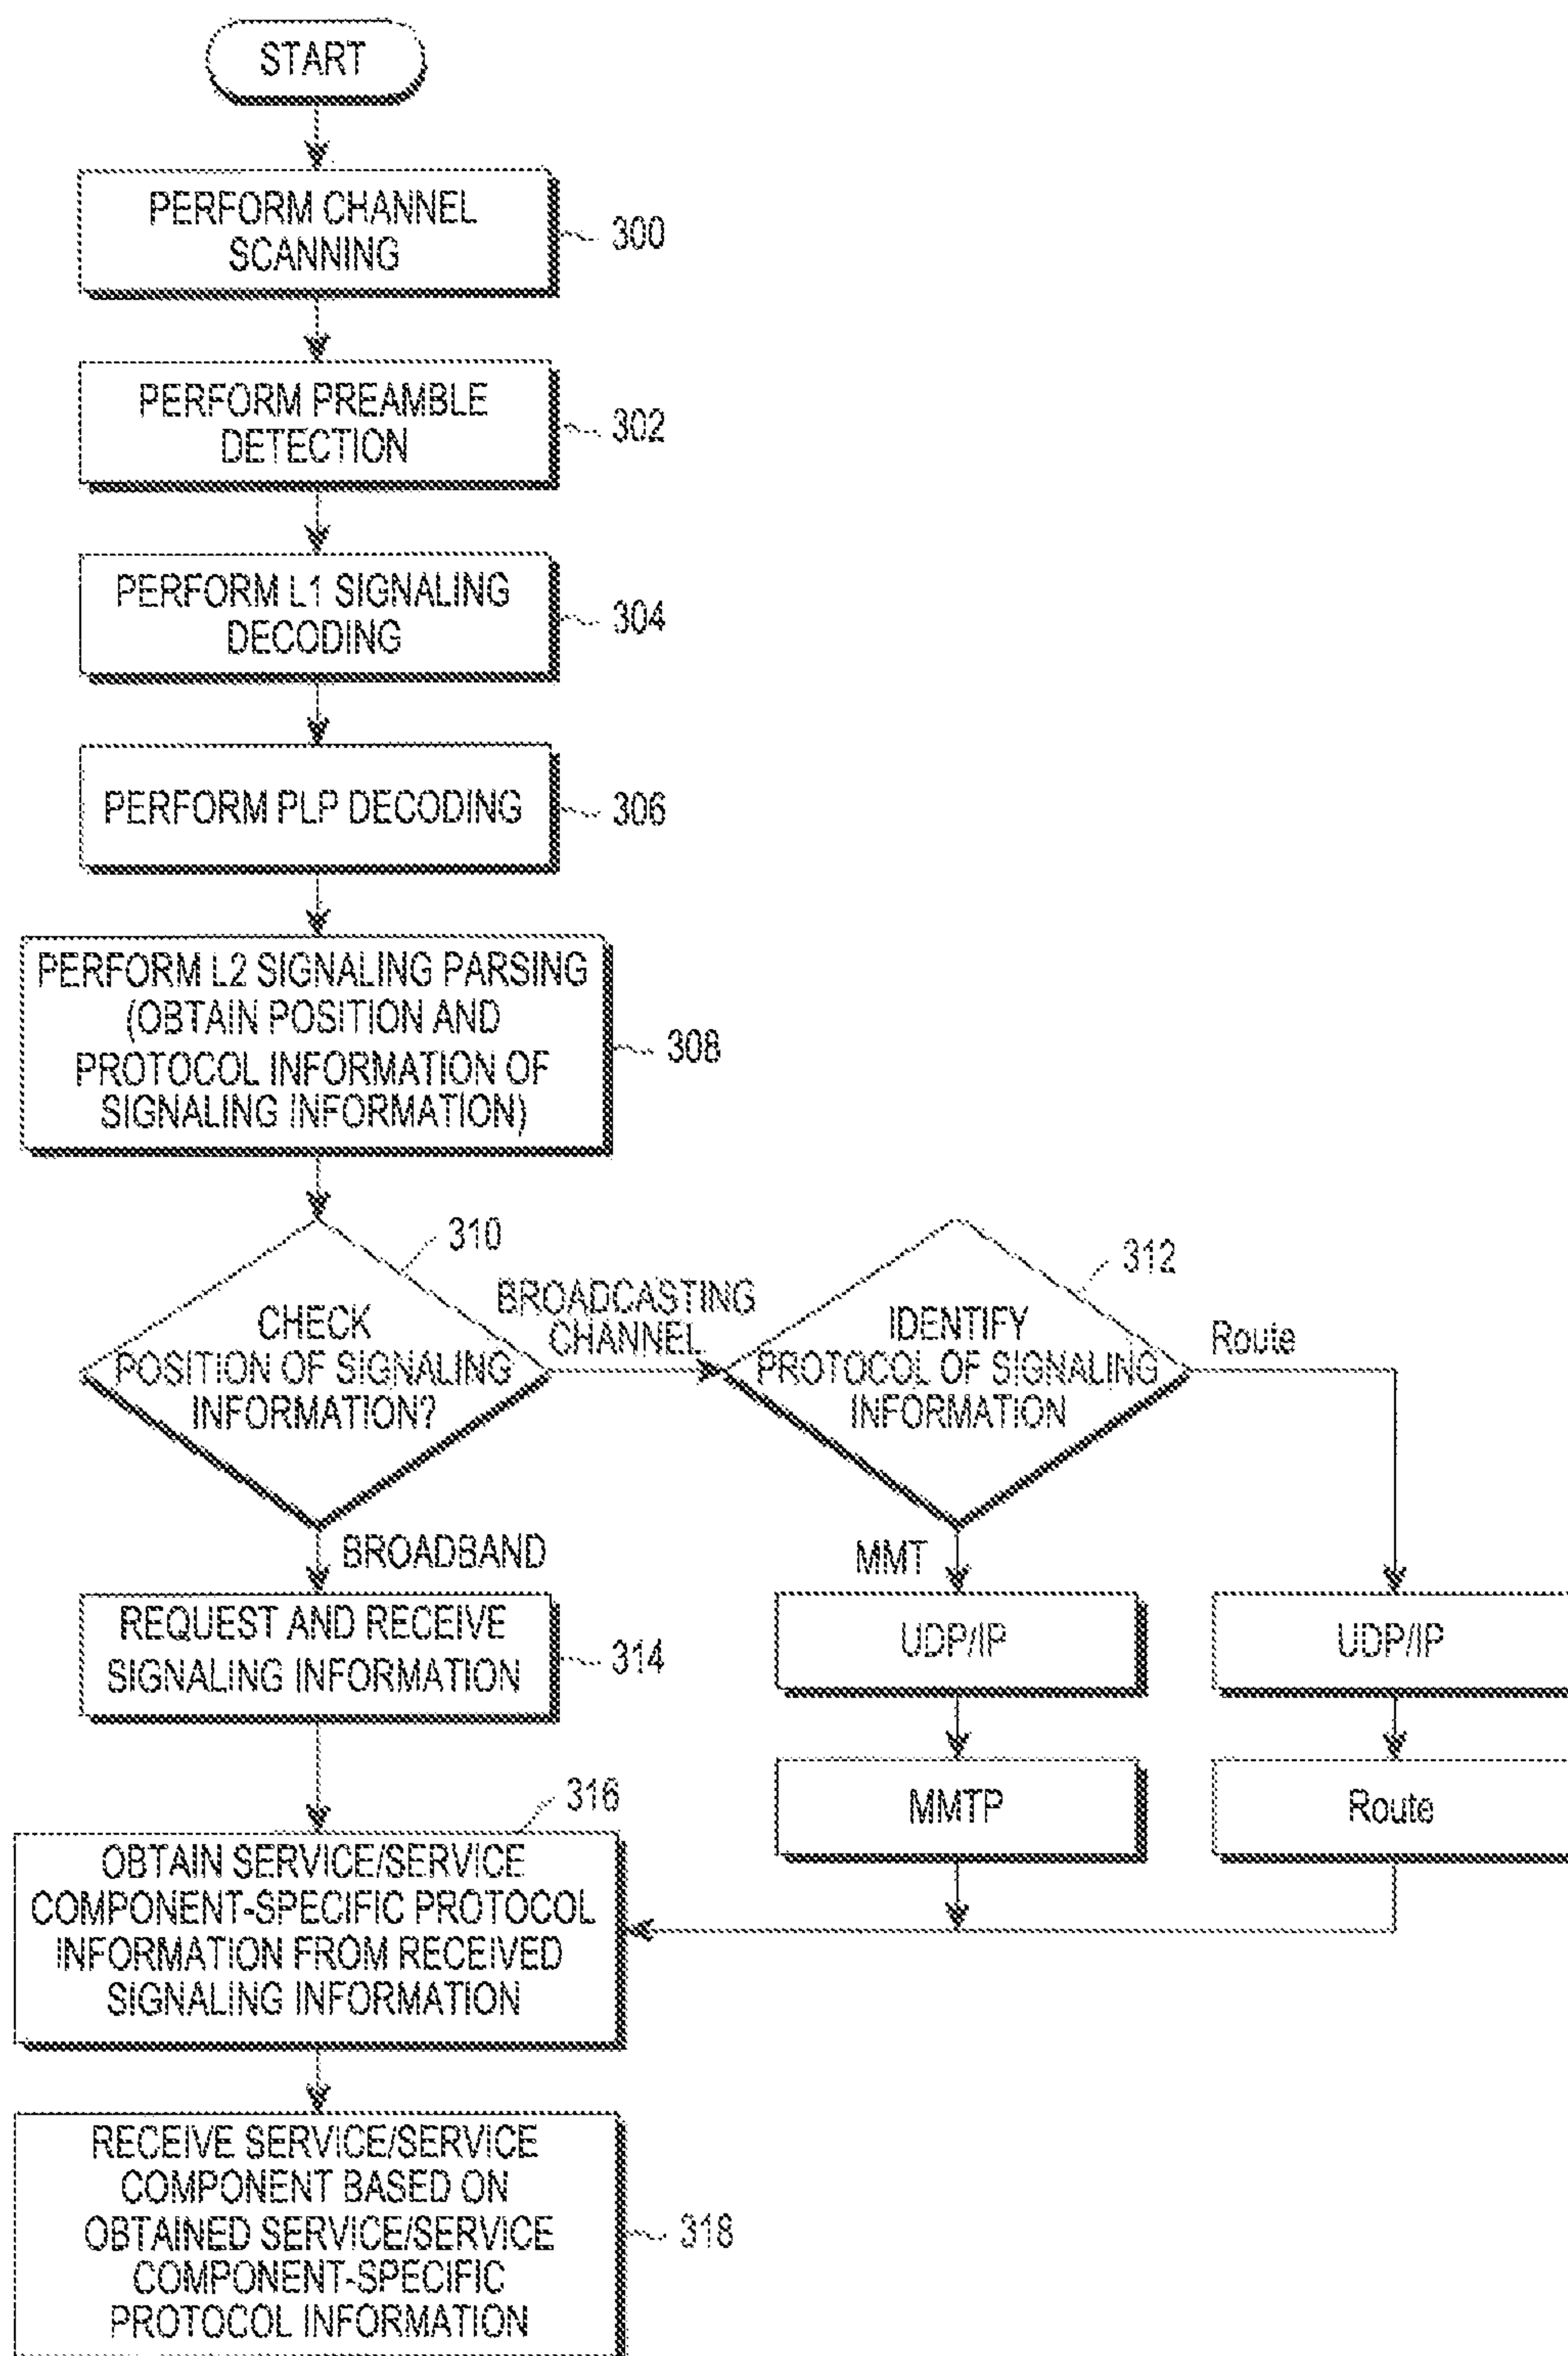 START
PERFORM CHANNEL
SCANNING
300
PERFORM PREAMBLE
DETECTION
302
PERFORM L1 SIGNALING
DECODING
304
PERFORM PLP DECODING
306
PERFORM L2 SIGNALING PARSING
(OBTAIN POSITION AND
PROTOCOL INFORMATION OF
SIGNALING INFORMATION)
308
310
CHECK
POSITION OF SIGNALING
INFORMATION?
BROADCASTING
CHANNEL
312
IDENTIFY
PROTOCOL OF SIGNALING
INFORMATION
Route
BROADBAND
MMT
REQUEST AND RECEIVE
SIGNALING INFORMATION
314
UDP/IP
UDP/IP
MMTP
Route
316
OBTAIN SERVICE/SERVICE
COMPONENT-SPECIFIC PROTOCOL
INFORMATION FROM RECEIVED
SIGNALING INFORMATION
RECEIVE SERVICE/SERVICE
COMPONENT BASED ON
OBTAINED SERVICE/SERVICE
COMPONENT-SPECIFIC
PROTOCOL INFORMATION
318